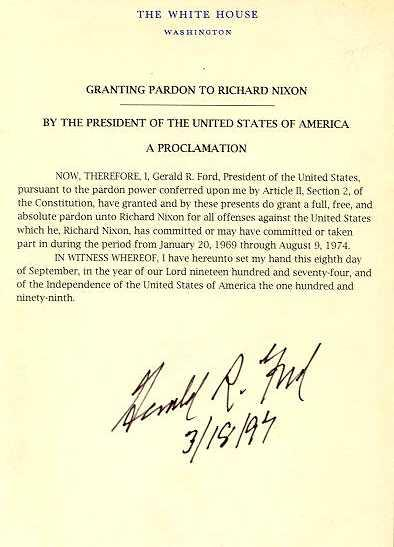 THE WHITE HOUSE
WASHINGTON
GRANTING PARDON TO RICHARD NIXON
BY THE PRESIDENT OF THE UNITED STATES OF AMERICA
A PROCLAMATION
NOW, THEREFORE, I, Gerald R. Ford, President of the United States,
pursuant to the pardon power conferred upon me by Article II, Section 2, of
the Constitution, have granted and by these presents do grant a full, free, and
absolute pardon unto Richard Nixon for all offenses against the United States
which he, Richard Nixon, has committed or may have committed or taken
part in during the period from January 20, 1969 through August 9, 1974.
IN WITNESS WHEREOF, I have hereunto set my hand this eighth day
of September, in the year of our Lord nineteen hundred and seventy-four, and
of the Independence of the United States of America the one hundred and
ninety-ninth.
Gerald R. Ford
3/18/97